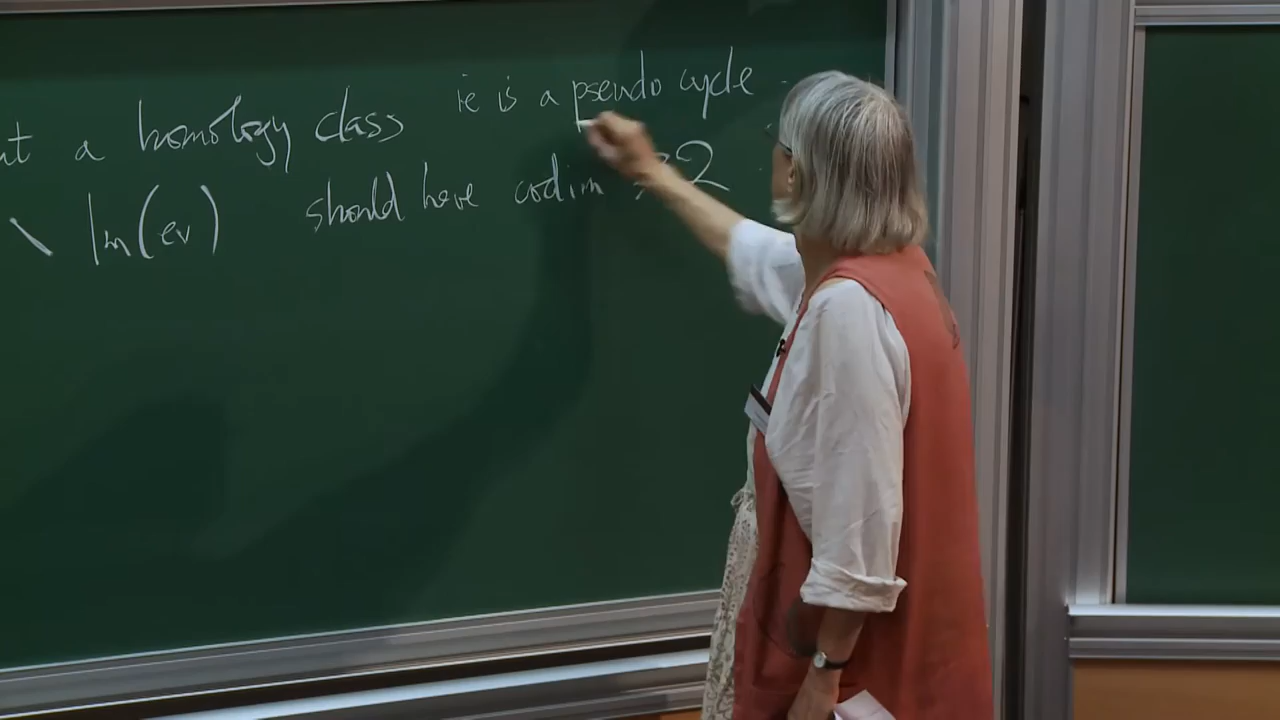 a homology class ie is a pseudo cycle
\ Im(ev) should have codim ≥2